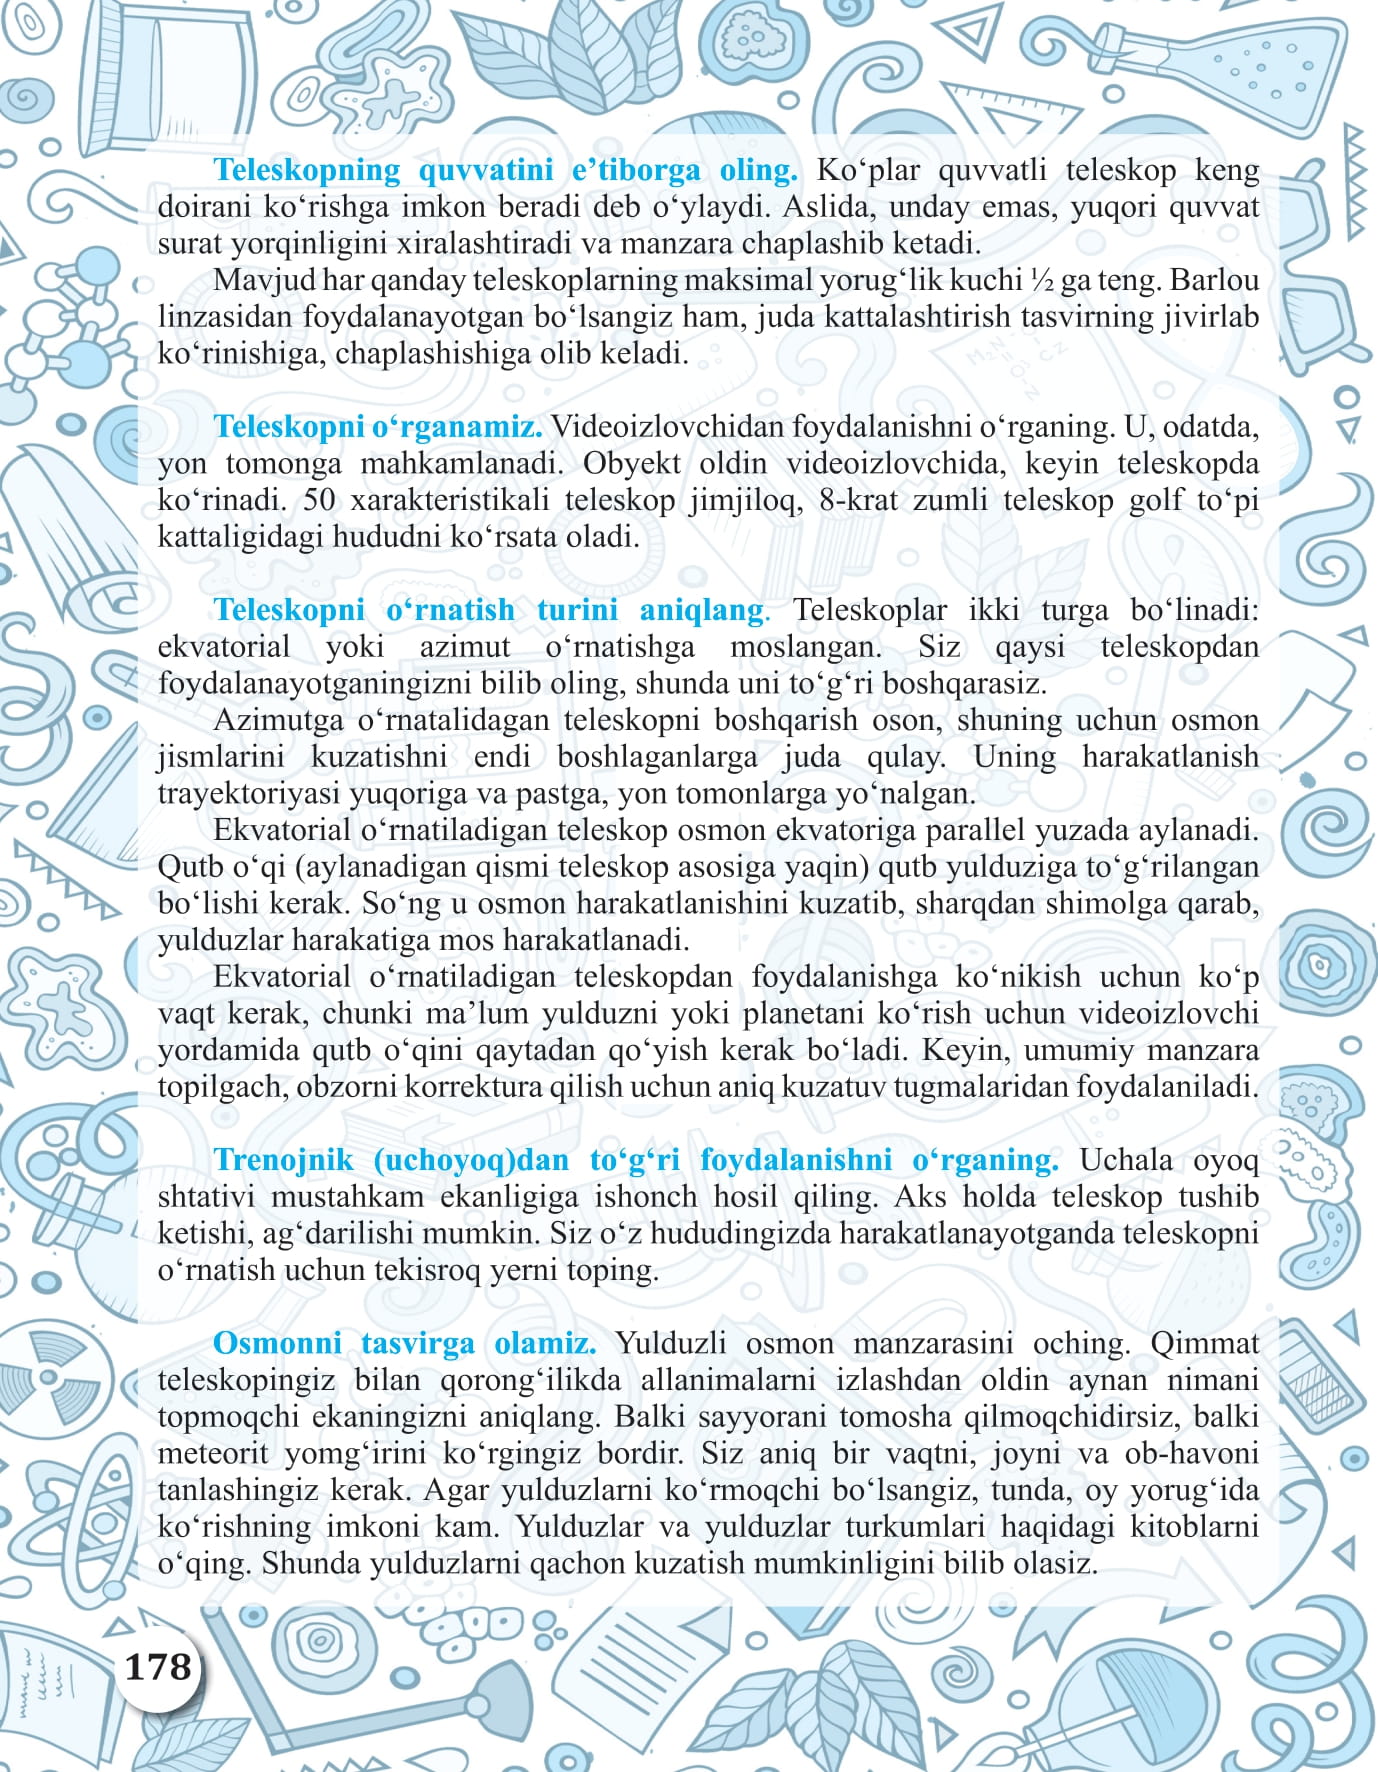 Teleskopning quvvatini e’tiborga oling. Ko‘plar quvvatli teleskop keng
doirani ko‘rishga imkon beradi deb o‘ylaydi. Aslida, unday emas, yuqori quvvat
surat yorqinligini xiralashtiradi va manzara chaplashib ketadi.
Mavjud har qanday teleskoplarning maksimal yorug‘lik kuchi ½ ga teng. Barlou
linzasidan foydalanayotgan bo‘lsangiz ham, juda kattalashtirish tasvirning jivirlab
ko‘rinishiga, chaplashishiga olib keladi.
Teleskopni o‘rganamiz. Videoizlovchidan foydalanishni o‘rganing. U, odatda,
yon tomonga mahkamlanadi. Obyekt oldin videoizlovchida, keyin teleskopda
ko‘rinadi. 50 xarakteristikali teleskop jimjiloq, 8-krat zumli teleskop golf to‘pi
kattaligidagi hududni ko‘rsata oladi.
Teleskopni o‘rnatish turini aniqlang. Teleskoplar ikki turga bo‘linadi:
ekvatorial yoki azimut o‘rnatishga moslangan. Siz qaysi teleskopdan
foydalanayotganingizni bilib oling, shunda uni to‘g‘ri boshqarasiz.
Azimutga o‘rnatalidagan teleskopni boshqarish oson, shuning uchun osmon
jismlarini kuzatishni endi boshlaganlarga juda qulay. Uning harakatlanish
trayektoriyasi yuqoriga va pastga, yon tomonlarga yo‘nalgan.
Ekvatorial o‘rnatiladigan teleskop osmon ekvatoriga parallel yuzada aylanadi.
Qutb o‘qi (aylanadigan qismi teleskop asosiga yaqin) qutb yulduziga to‘g‘rilangan
bo‘lishi kerak. So‘ng u osmon harakatlanishini kuzatib, sharqdan shimolga qarab,
yulduzlar harakatiga mos harakatlanadi.
Ekvatorial o‘rnatiladigan teleskopdan foydalanishga ko‘nikish uchun ko‘p
vaqt kerak, chunki ma’lum yulduzni yoki planetani ko‘rish uchun videoizlovchi
yordamida qutb o‘qini qaytadan qo‘yish kerak bo‘ladi. Keyin, umumiy manzara
topilgach, obzorni korrektura qilish uchun aniq kuzatuv tugmalaridan foydalaniladi.
Trenojnik (uchoyoq)dan to‘g‘ri foydalanishni o‘rganing. Uchala oyoq
shtativi mustahkam ekanligiga ishonch hosil qiling. Aks holda teleskop tushib
ketishi, ag‘darilishi mumkin. Siz o‘z hududingizda harakatlanayotganda teleskopni
o‘rnatish uchun tekisroq yerni toping.
Osmonni tasvirga olamiz. Yulduzli osmon manzarasini oching. Qimmat
teleskopingiz bilan qorong‘ilikda allanimalarni izlashdan oldin aynan nimani
topmoqchi ekaningizni aniqlang. Balki sayyorani tomosha qilmoqchidirsiz, balki
meteorit yomg‘irini ko‘rgingiz bordir. Siz aniq bir vaqtni, joyni va ob-havoni
tanlashingiz kerak. Agar yulduzlarni ko‘rmoqchi bo‘lsangiz, tunda, oy yorug‘ida
ko‘rishning imkoni kam. Yulduzlar va yulduzlar turkumlari haqidagi kitoblarni
o‘qing. Shunda yulduzlarni qachon kuzatish mumkinligini bilib olasiz.
178